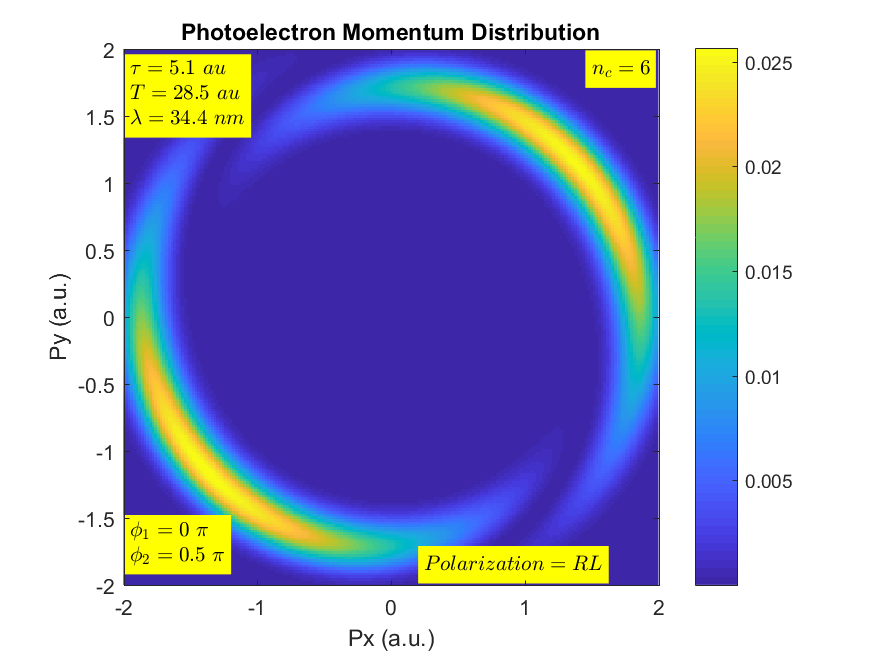 Photoelectron Momentum Distribution
τ = 5.1 au
T = 28.5 au
λ = 34.4 nm
n_c = 6
ϕ_1 = 0 π
ϕ_2 = 0.5 π
Polarization = RL
Py (a.u.)
2
1.5
1
0.5
0
-0.5
-1
-1.5
-2
-2
-1
0
1
2
Px (a.u.)
0.025
0.02
0.015
0.01
0.005